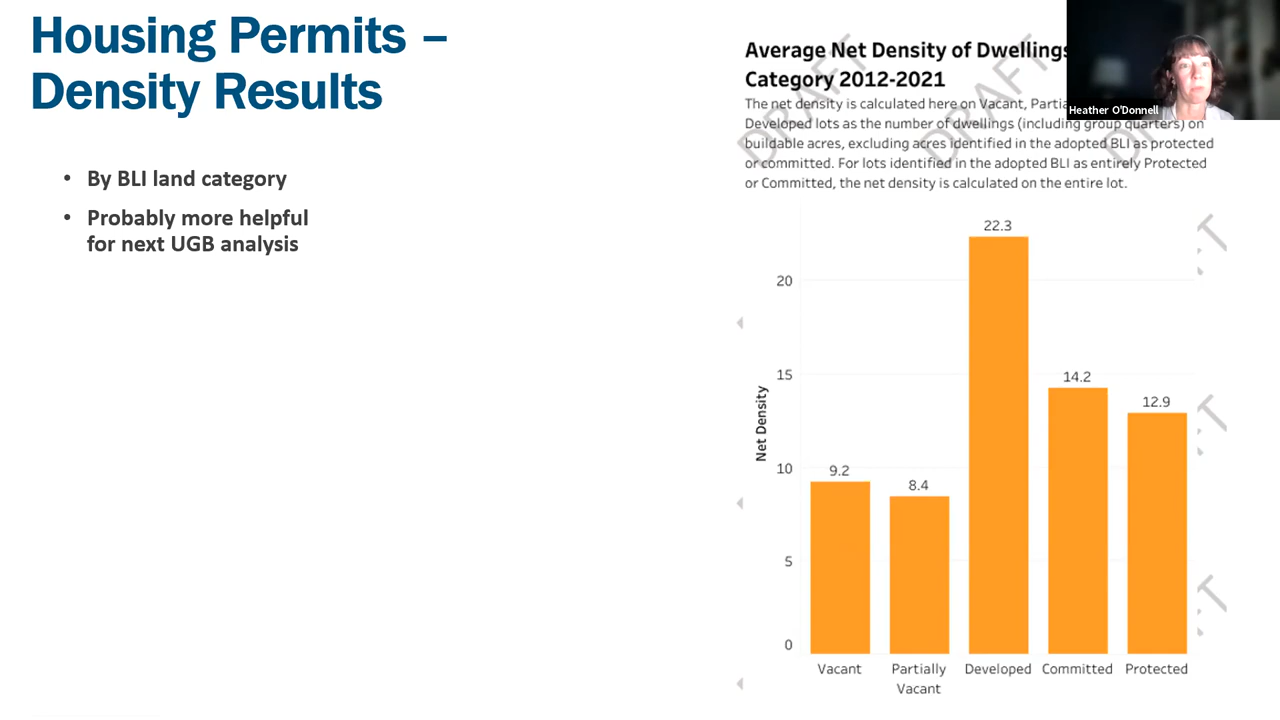 Housing Permits –
Density Results
• By BLI land category
• Probably more helpful
for next UGB analysis
Average Net Density of Dwellings
Category 2012-2021
The net density is calculated here on Vacant,
Developed lots as the number of dwellings (including group quarters) on
buildable acres, excluding acres identified in the adopted BLI as protected
or committed. For lots identified in the adopted BLI as entirely Protected
or Committed, the net density is calculated on the entire lot.
Heather O'Donnell
DRAFT
DRAFT
DRAFT
Net Density
20
15
10
5
0
9.2
8.4
22.3
14.2
12.9
Vacant
Partially
Vacant
Developed
Committed
Protected